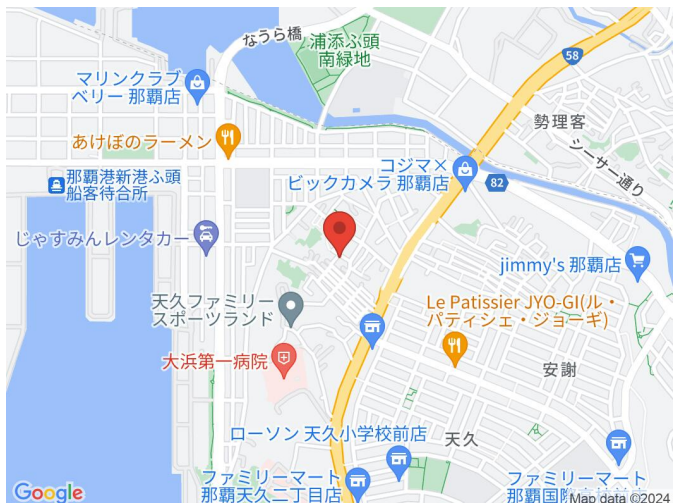 なうら橋
浦添ふ頭
南緑地
58
マリンクラブ
ベリー 那覇店
勢理客
あけぼのラーメン
シーサー通り
コジマ×
ビックカメラ 那覇店
82
那覇港新港ふ頭
船客待合所
じゃすみんレンタカー
jimmy's 那覇店
天久ファミリー
スポーツランド
Le Patissier JYO-GI(ル・
パティシェ・ジョーギ)
大浜第一病院
安謝
ローソン 天久小学校前店
天久
ファミリーマート
那覇天久二丁目店
ファミリーマート
Google
Map data ©2024